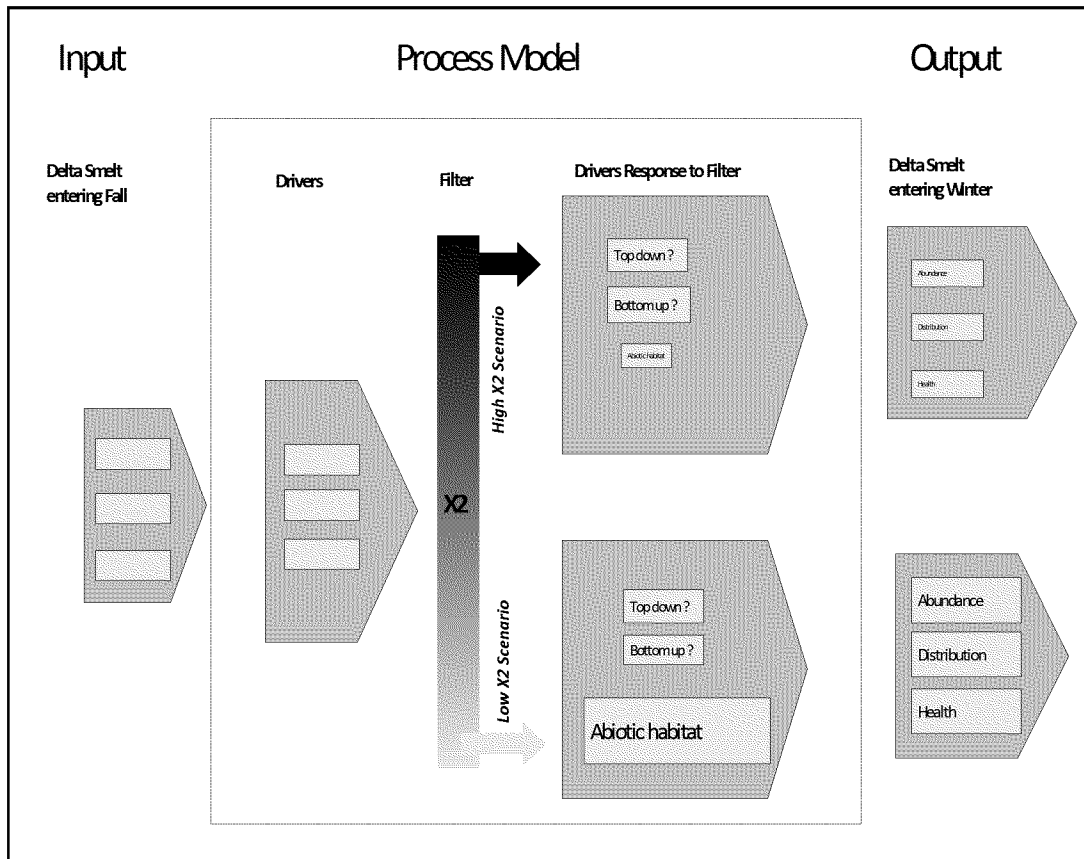 Input
Process Model
Output
Delta Smelt
entering Fall
Drivers
Filter
Drivers Response to Filter
Delta Smelt
entering Winter
High X2 Scenario
X2
Low X2 Scenario
Top down ?
Bottom up ?
Abiotic habitat
Top down ?
Bottom up ?
Abiotic habitat
Abundance
Distribution
Health
Abundance
Distribution
Health